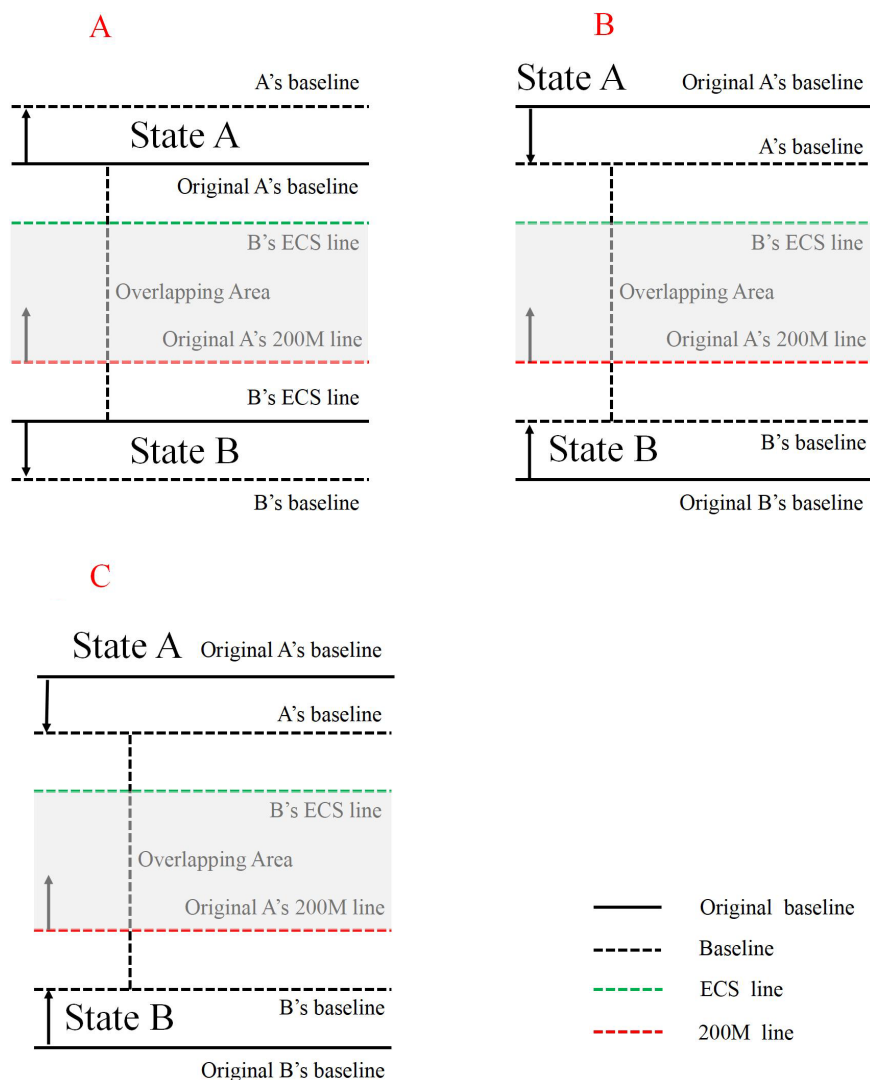 A
A's baseline
State A
Original A's baseline
B's ECS line
Overlapping Area
Original A's 200M line
B's ECS line
State B
B's baseline
B
State A
Original A's baseline
A's baseline
B's ECS line
Overlapping Area
Original A's 200M line
State B
B's baseline
Original B's baseline
C
State A
Original A's baseline
A's baseline
B's ECS line
Overlapping Area
Original A's 200M line
State B
B's baseline
Original B's baseline
Original baseline
Baseline
ECS line
200M line